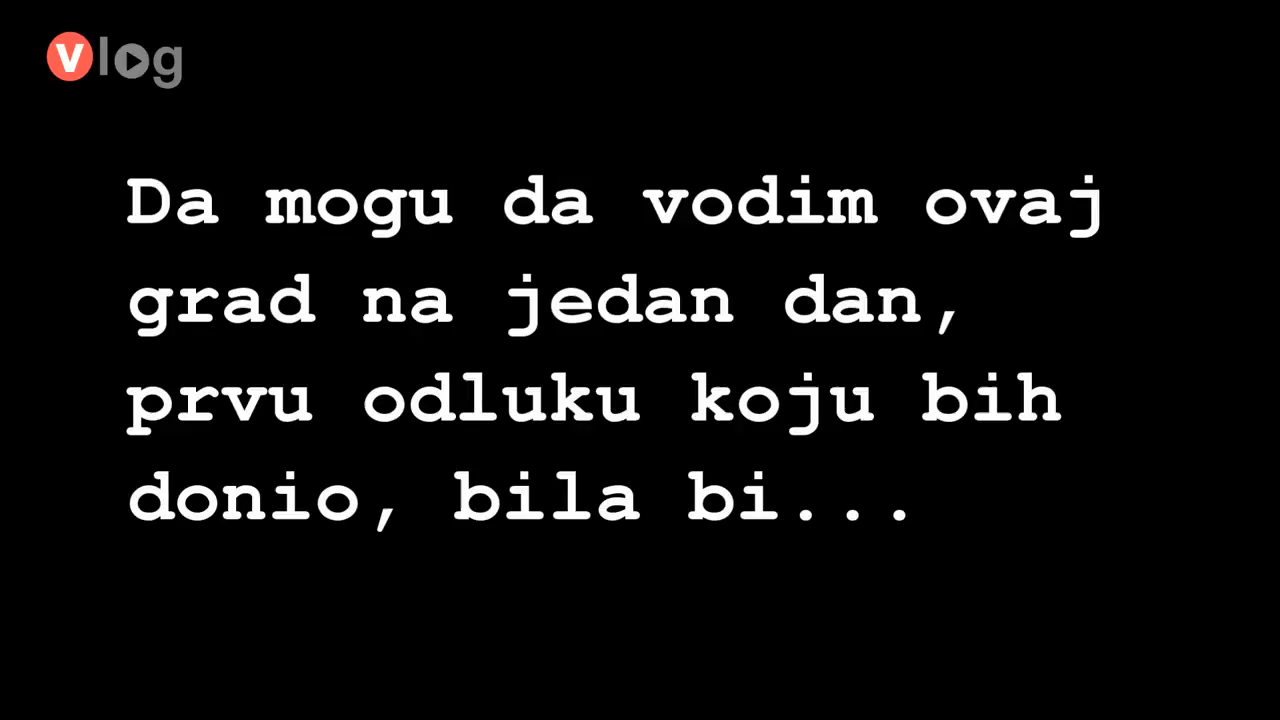 vlog
Da mogu da vodim ovaj
grad na jedan dan,
prvu odluku koju bih
donio, bila bi...